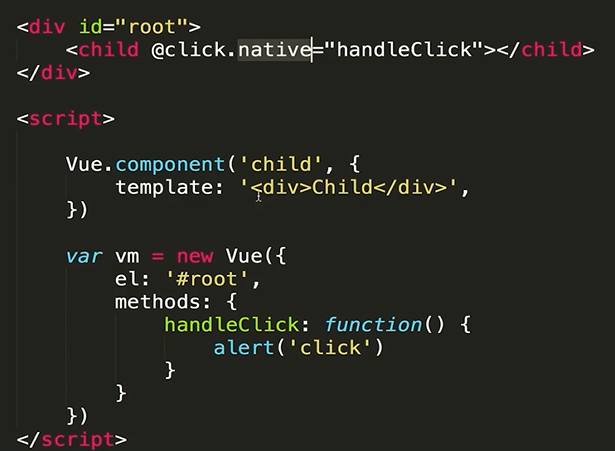 <div id="root">
    <child @click.native="handleClick"></child>
</div>
<script>
    Vue.component('child', {
        template: '<div>Child</div>',
    })
    var vm = new Vue({
        el: '#root',
        methods: {
            handleClick: function() {
                alert('click')
            }
        }
    })
</script>